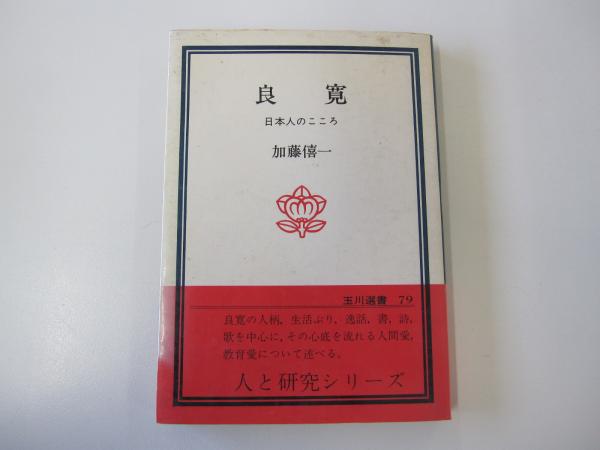 良寛
日本人のこころ
加藤僖一
玉川選書 79
良寛の人柄，生活ぶり，逸話，書，詩，
歌を中心に，その心底を流れる人間愛，
教育愛について述べる。
人と研究シリーズ